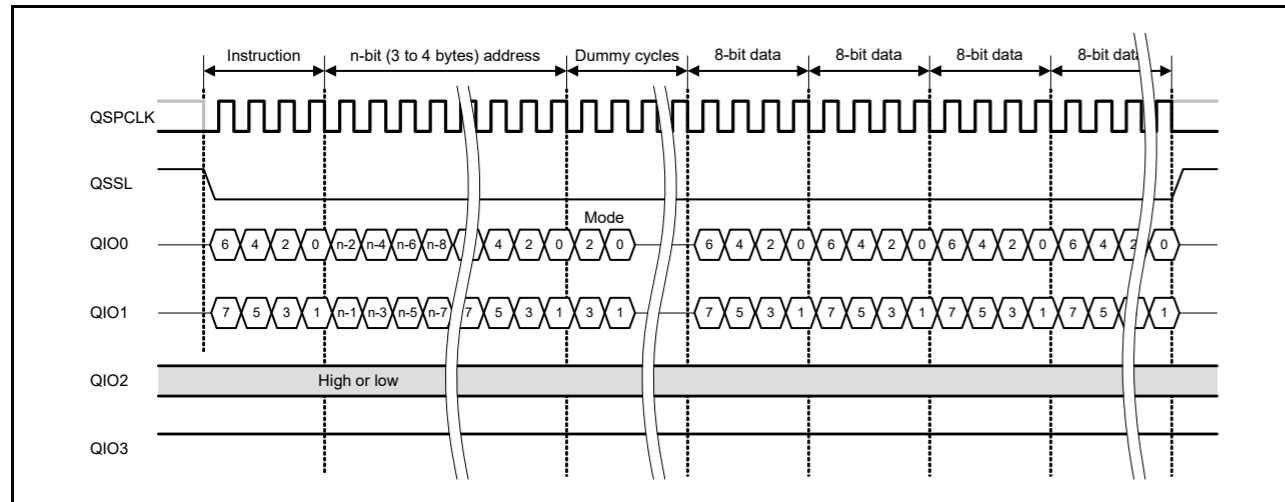 Instruction n-bit (3 to 4 bytes) address Dummy cycles 8-bit data 8-bit data 8-bit data 8-bit data
QSPCLK
QSSL
Mode
QIO0 6 4 2 0 n-2 n-4 n-6 n-8 4 2 0 2 0 6 4 2 0 6 4 2 0 6 4 2 0 6 4 2 0
QIO1 7 5 3 1 n-1 n-3 n-5 n-7 7 5 3 1 3 1 7 5 3 1 7 5 3 1 7 5 3 1 7 5 1
QIO2 High or low
QIO3